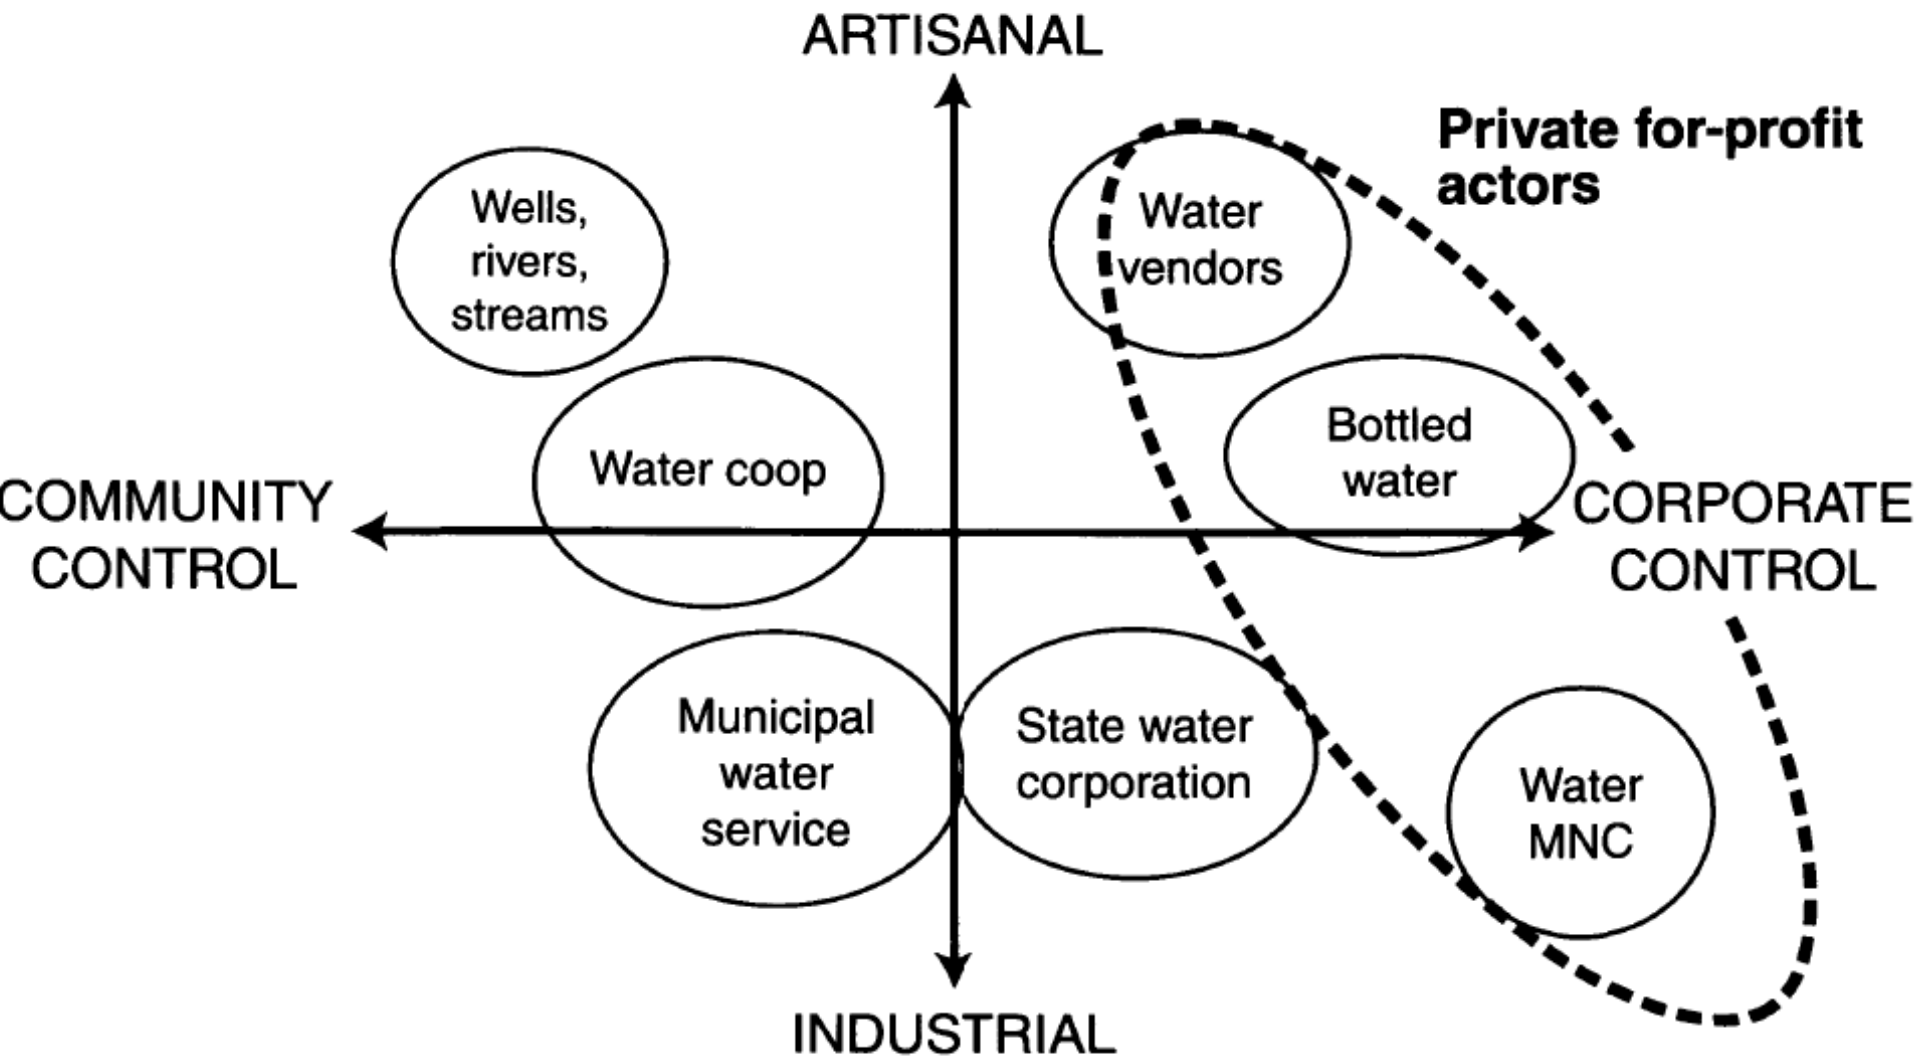 ARTISANAL
Private for-profit
actors
Wells,
rivers,
streams
Water
vendors
Water coop
Bottled
water
COMMUNITY
CONTROL
CORPORATE
CONTROL
Municipal
water
service
State water
corporation
Water
MNC
INDUSTRIAL